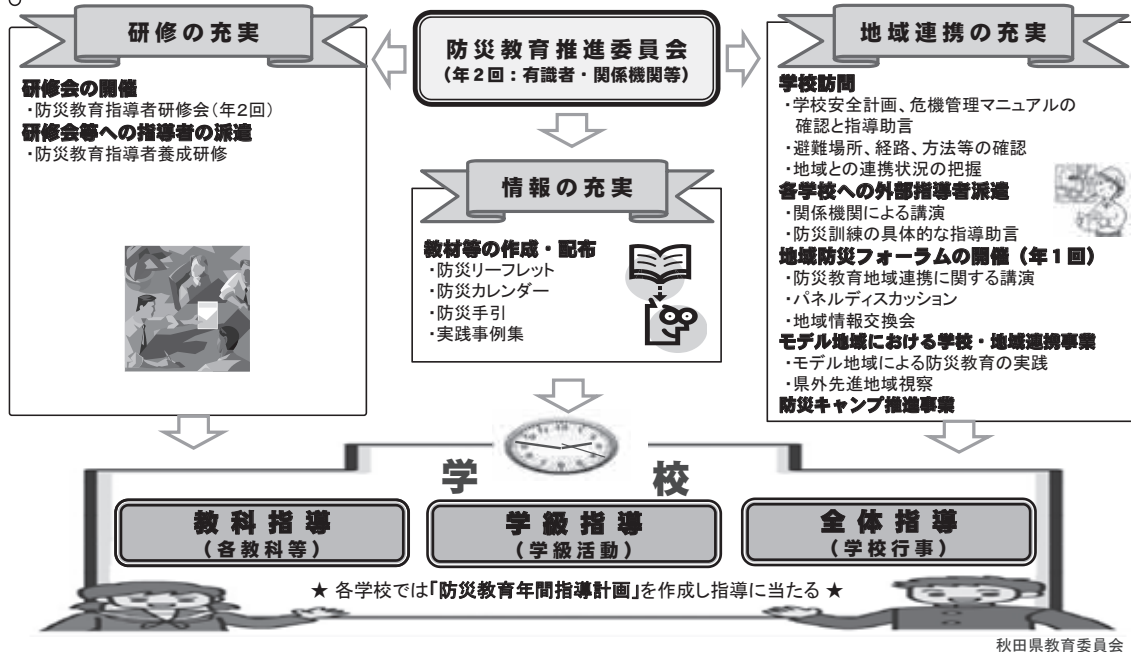 防災教育推進委員会
(年2回:有識者・関係機関等)
研修の充実
研修会の開催
・防災教育指導者研修会(年2回)
研修会等への指導者の派遣
・防災教育指導者養成研修
情報の充実
教材等の作成・配布
・防災リーフレット
・防災カレンダー
・防災手引
・実践事例集
地域連携の充実
学校訪問
・学校安全計画、危機管理マニュアルの
確認と指導助言
・避難場所、経路、方法等の確認
・地域との連携状況の把握
各学校への外部指導者派遣
・関係機関による講演
・防災訓練の具体的な指導助言
地域防災フォーラムの開催(年1回)
・防災教育地域連携に関する講演
・パネルディスカッション
・地域情報交換会
モデル地域における学校・地域連携事業
・モデル地域による防災教育の実践
・県外先進地域視察
防災キャンプ推進事業
学校
教科指導
(各教科等)
学級指導
(学級活動)
全体指導
(学校行事)
★ 各学校では「防災教育年間指導計画」を作成し指導に当たる ★
秋田県教育委員会